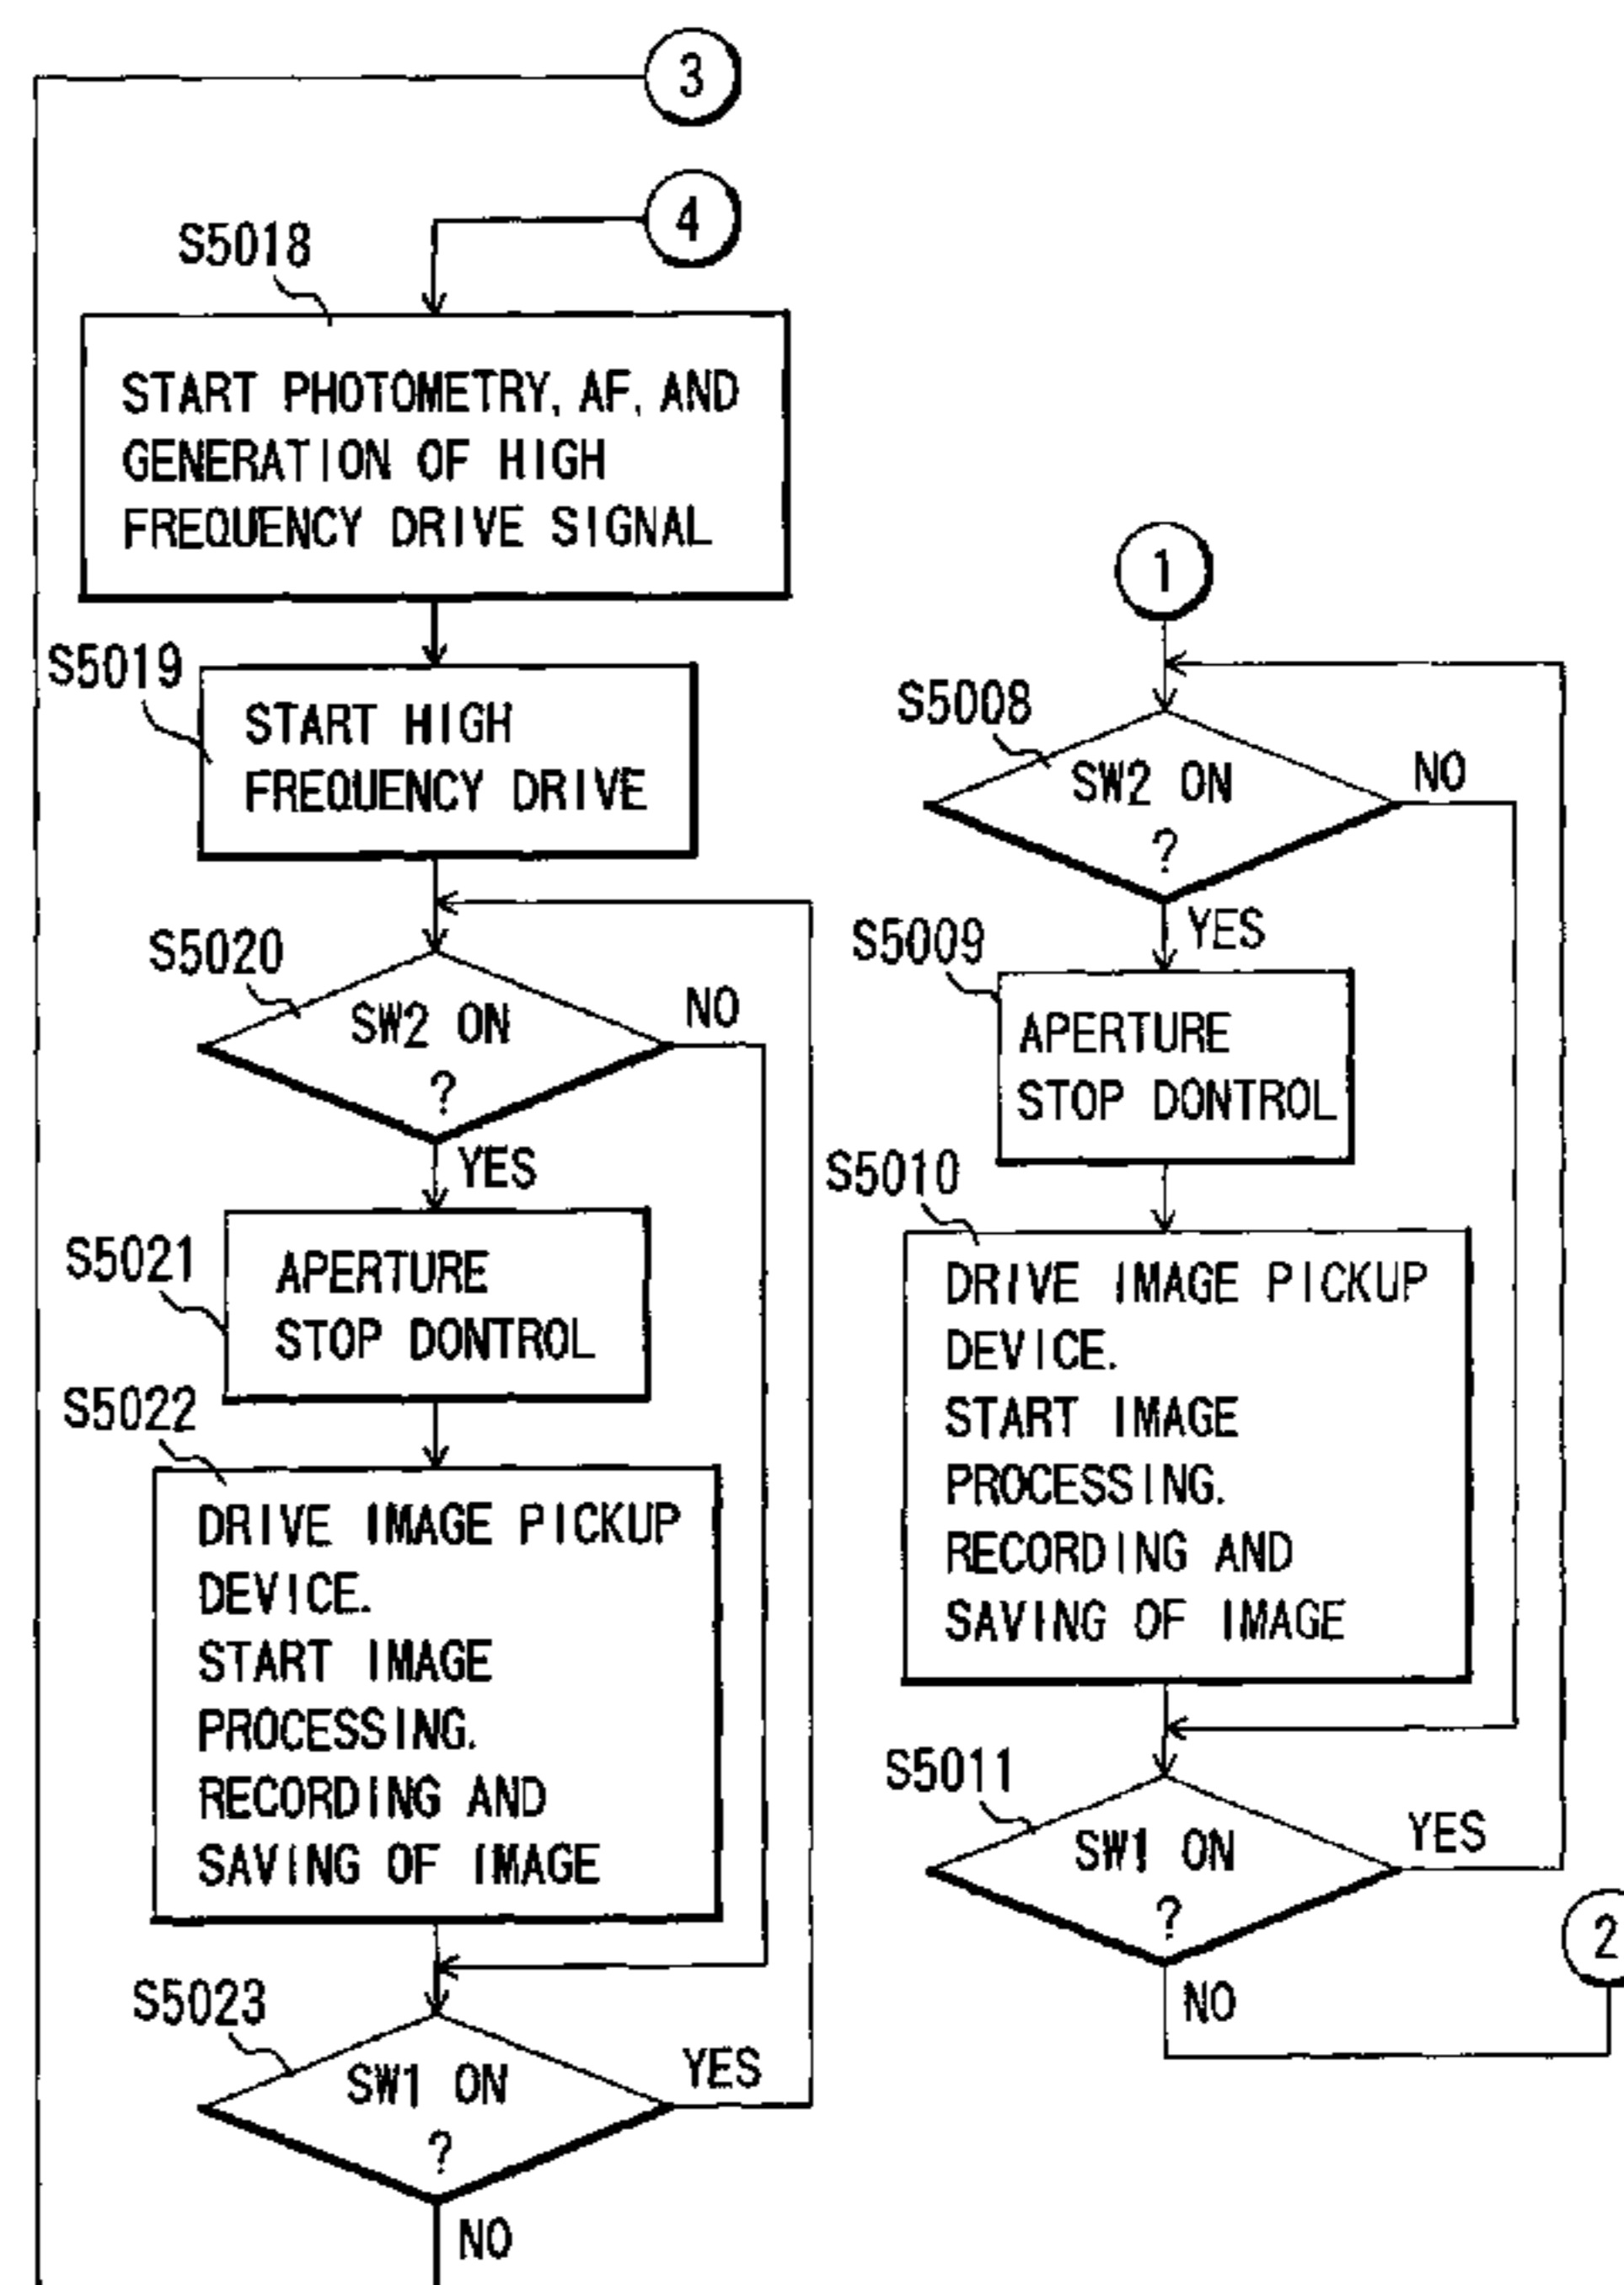 3
4
S5018
START PHOTOMETRY, AF, AND
GENERATION OF HIGH
FREQUENCY DRIVE SIGNAL
S5019
START HIGH
FREQUENCY DRIVE
S5020
SW2 ON
?
NO
YES
S5021
APERTURE
STOP DONTROL
S5022
DRIVE IMAGE PICKUP
DEVICE.
START IMAGE
PROCESSING.
RECORDING AND
SAVING OF IMAGE
S5023
SW1 ON
?
YES
NO
1
S5008
SW2 ON
?
NO
YES
S5009
APERTURE
STOP DONTROL
S5010
DRIVE IMAGE PICKUP
DEVICE.
START IMAGE
PROCESSING.
RECORDING AND
SAVING OF IMAGE
S5011
SW1 ON
?
YES
NO
2